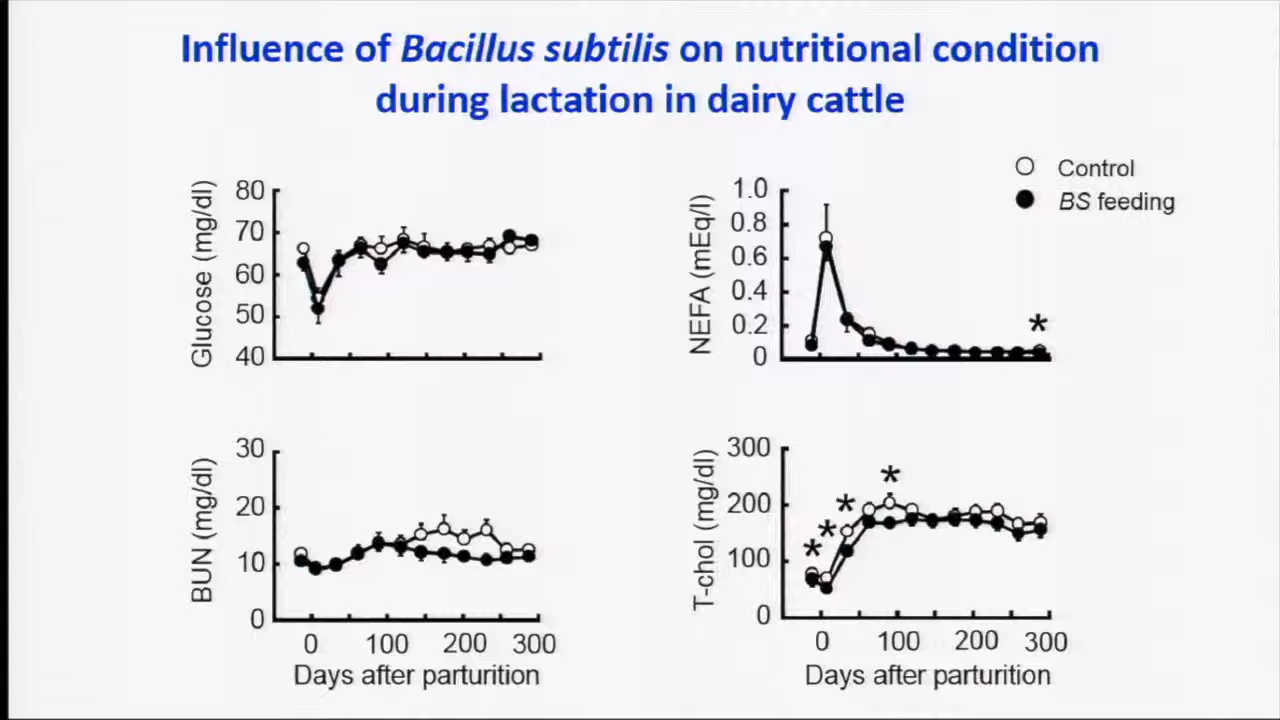 Influence of Bacillus subtilis on nutritional condition
during lactation in dairy cattle
Control
BS feeding
Glucose (mg/dl)
80
70
60
50
40
NEFA (mEq/l)
1.0
0.8
0.6
0.4
0.2
0
*
BUN (mg/dl)
30
20
10
0
0 100 200 300
Days after parturition
T-chol (mg/dl)
300
200
100
0
* * * *
0 100 200 300
Days after parturition